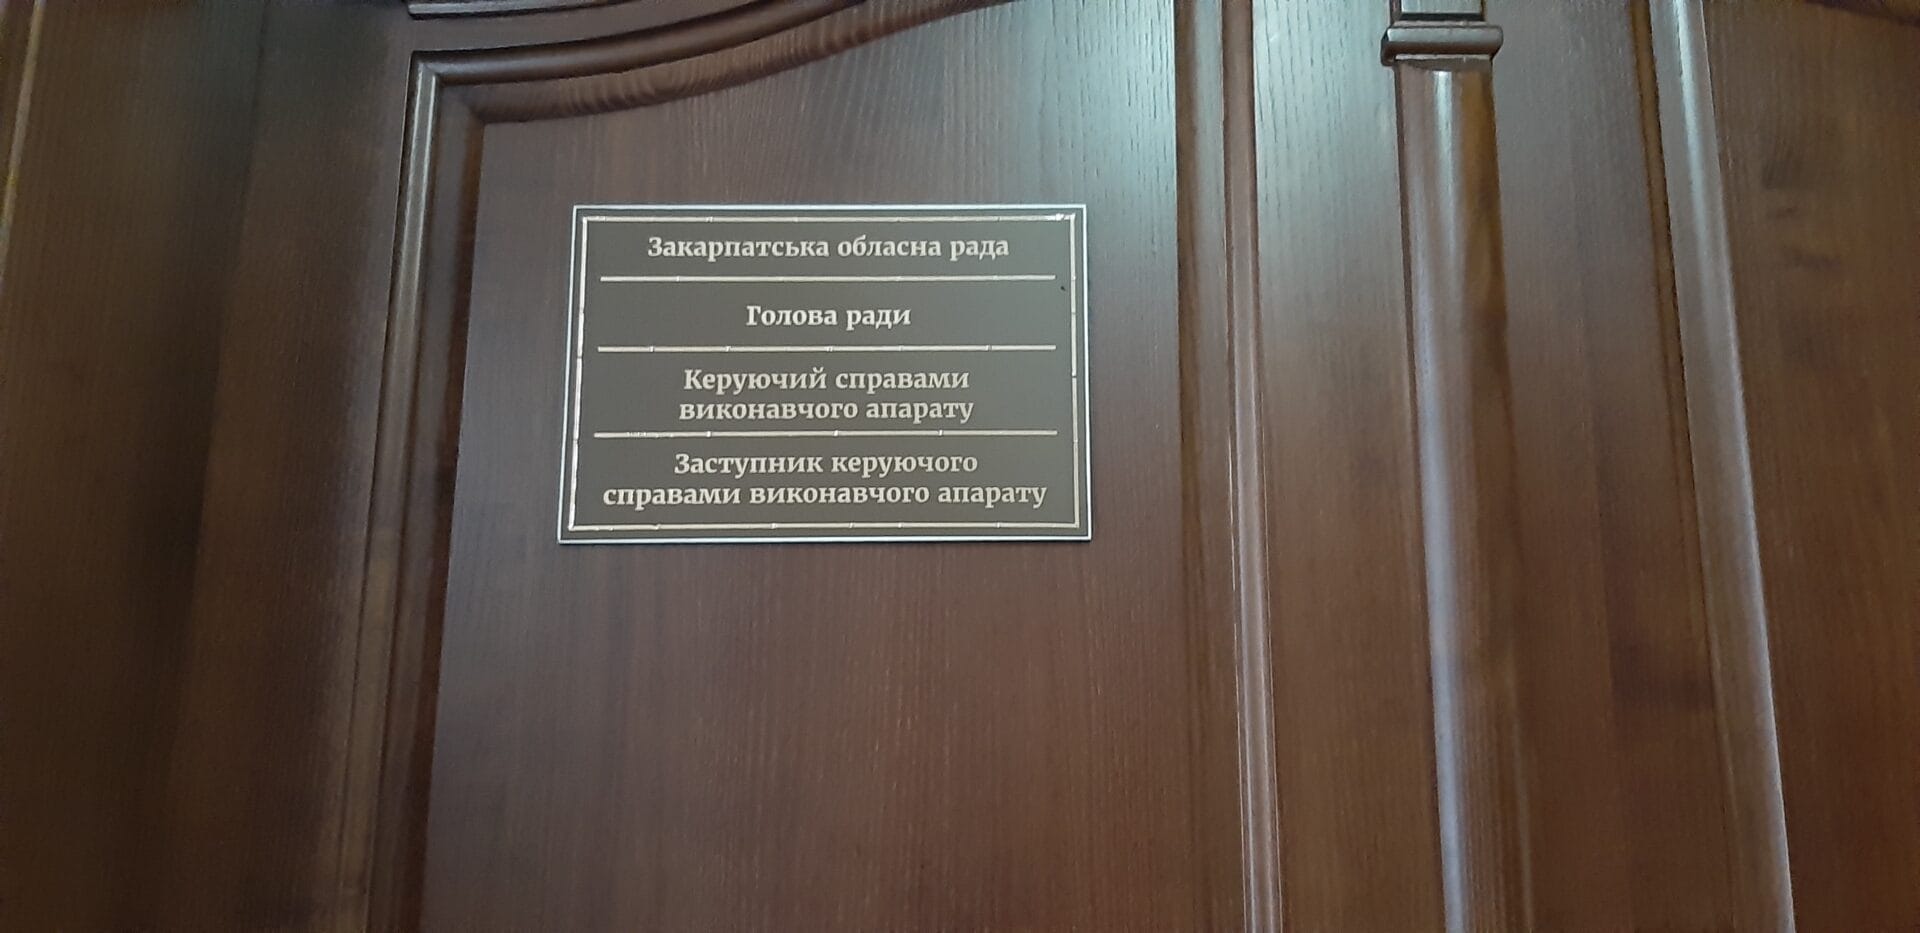 Закарпатська обласна рада
Голова ради
Керуючий справами
виконавчого апарату
Заступник керуючого
справами виконавчого апарату